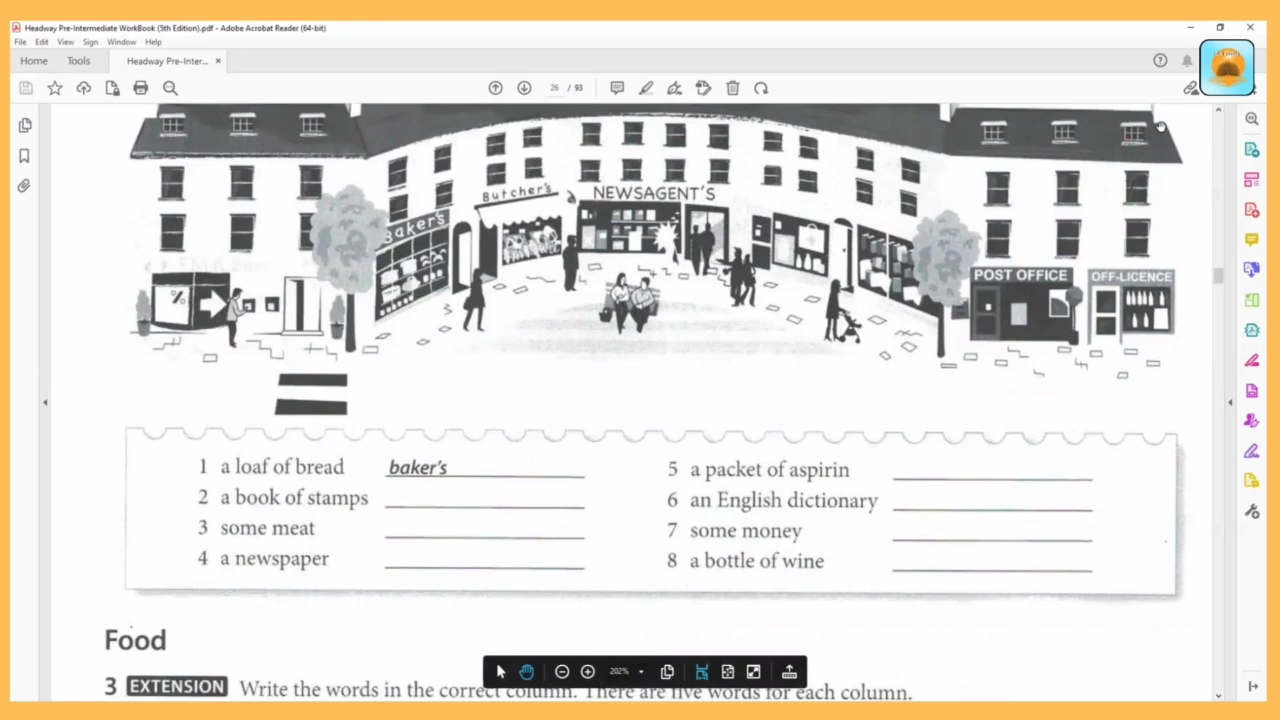 Headway Pre-Intermediate WorkBook (5th Edition).pdf - Adobe Acrobat Reader (64-bit)
File Edit View Sign Window Help
Home Tools Headway Pre-Inter... ×
26 / 93
Baker's
Butcher's
NEWSAGENT'S
POST OFFICE
OFF-LICENCE
%
1 a loaf of bread baker's
2 a book of stamps
3 some meat
4 a newspaper
5 a packet of aspirin
6 an English dictionary
7 some money
8 a bottle of wine
Food
3 EXTENSION Write the words in the correct column. There are five words for each column.
202%